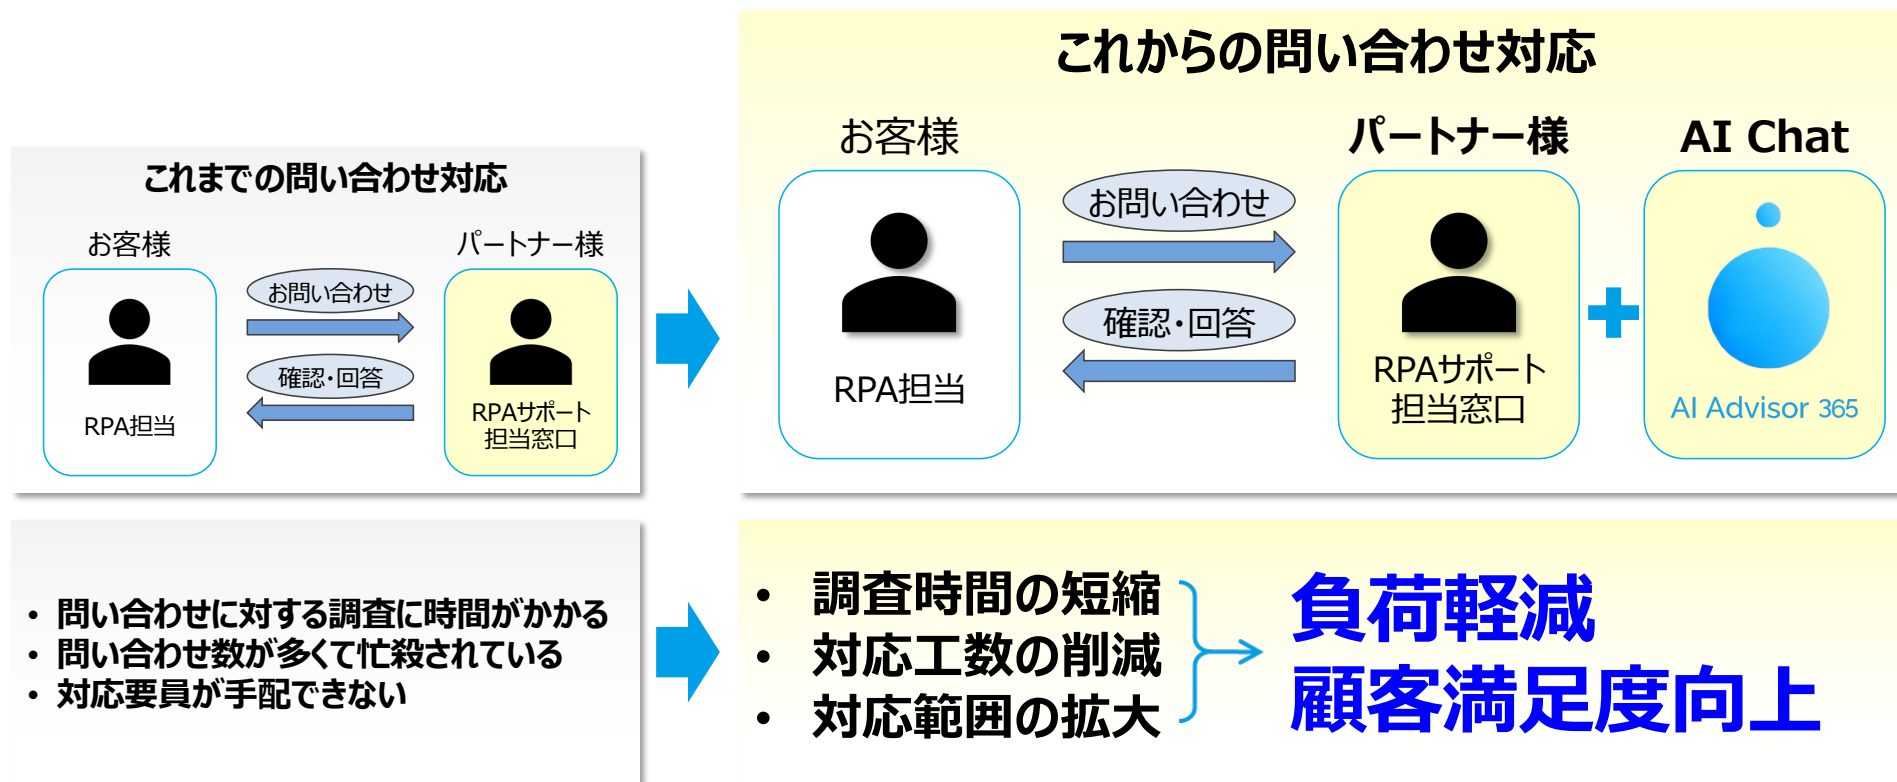 これまでの問い合わせ対応
お客様
パートナー様
お問い合わせ
確認・回答
RPA担当
RPAサポート
担当窓口
これからの問い合わせ対応
お客様
パートナー様
AI Chat
お問い合わせ
確認・回答
RPA担当
RPAサポート
担当窓口
AI Advisor 365
• 問い合わせに対する調査に時間がかかる
• 問い合わせ数が多くて忙殺されている
• 対応要員が手配できない
• 調査時間の短縮
• 対応工数の削減
• 対応範囲の拡大
負荷軽減
顧客満足度向上